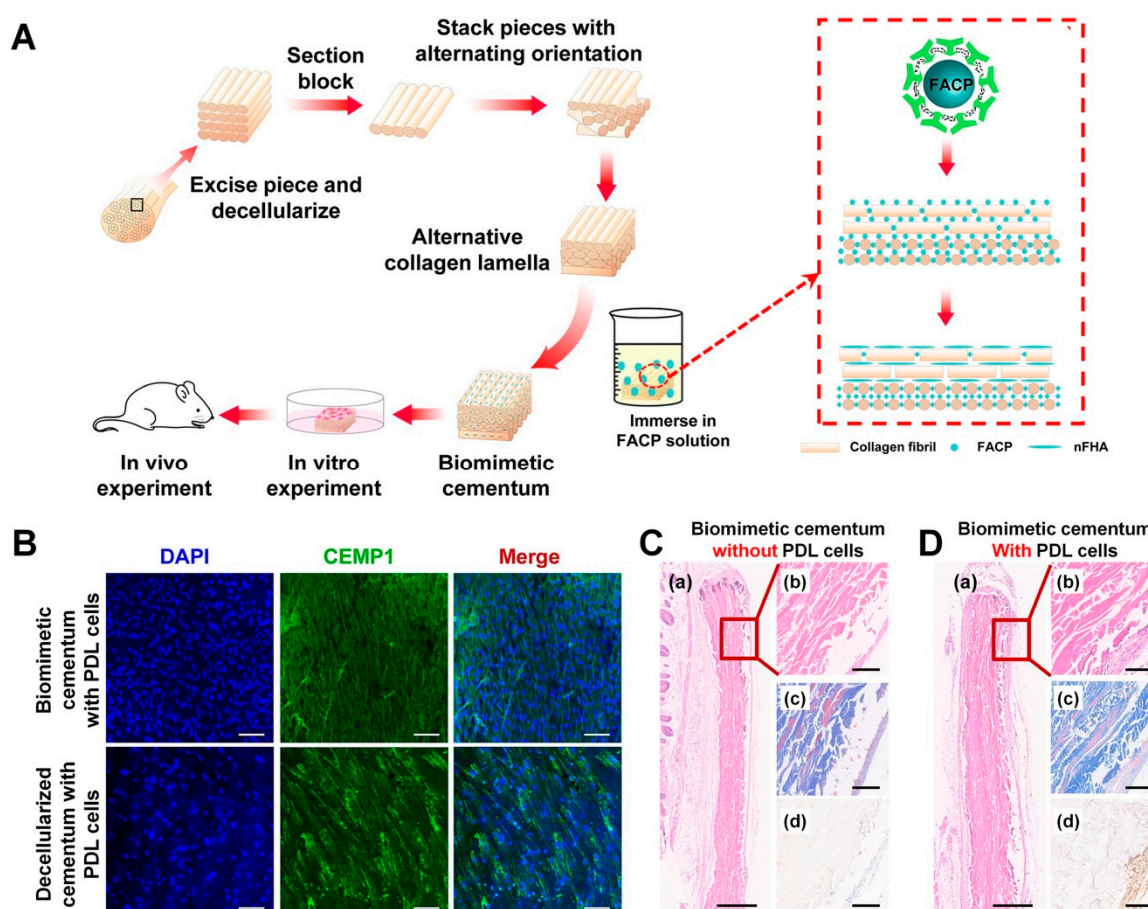 A
Section
block
Stack pieces with
alternating orientation
Excise piece and
decellularize
Alternative
collagen lamella
FACP
Immerse in
FACP solution
Collagen fibril
FACP
nFHA
In vivo
experiment
In vitro
experiment
Biomimetic
cementum
B
DAPI
CEMP1
Merge
Biomimetic
cementum
with PDL cells
Decellularized
cementum with
PDL cells
C
Biomimetic cementum
without PDL cells
(a)
(b)
(c)
(d)
D
Biomimetic cementum
With PDL cells
(a)
(b)
(c)
(d)